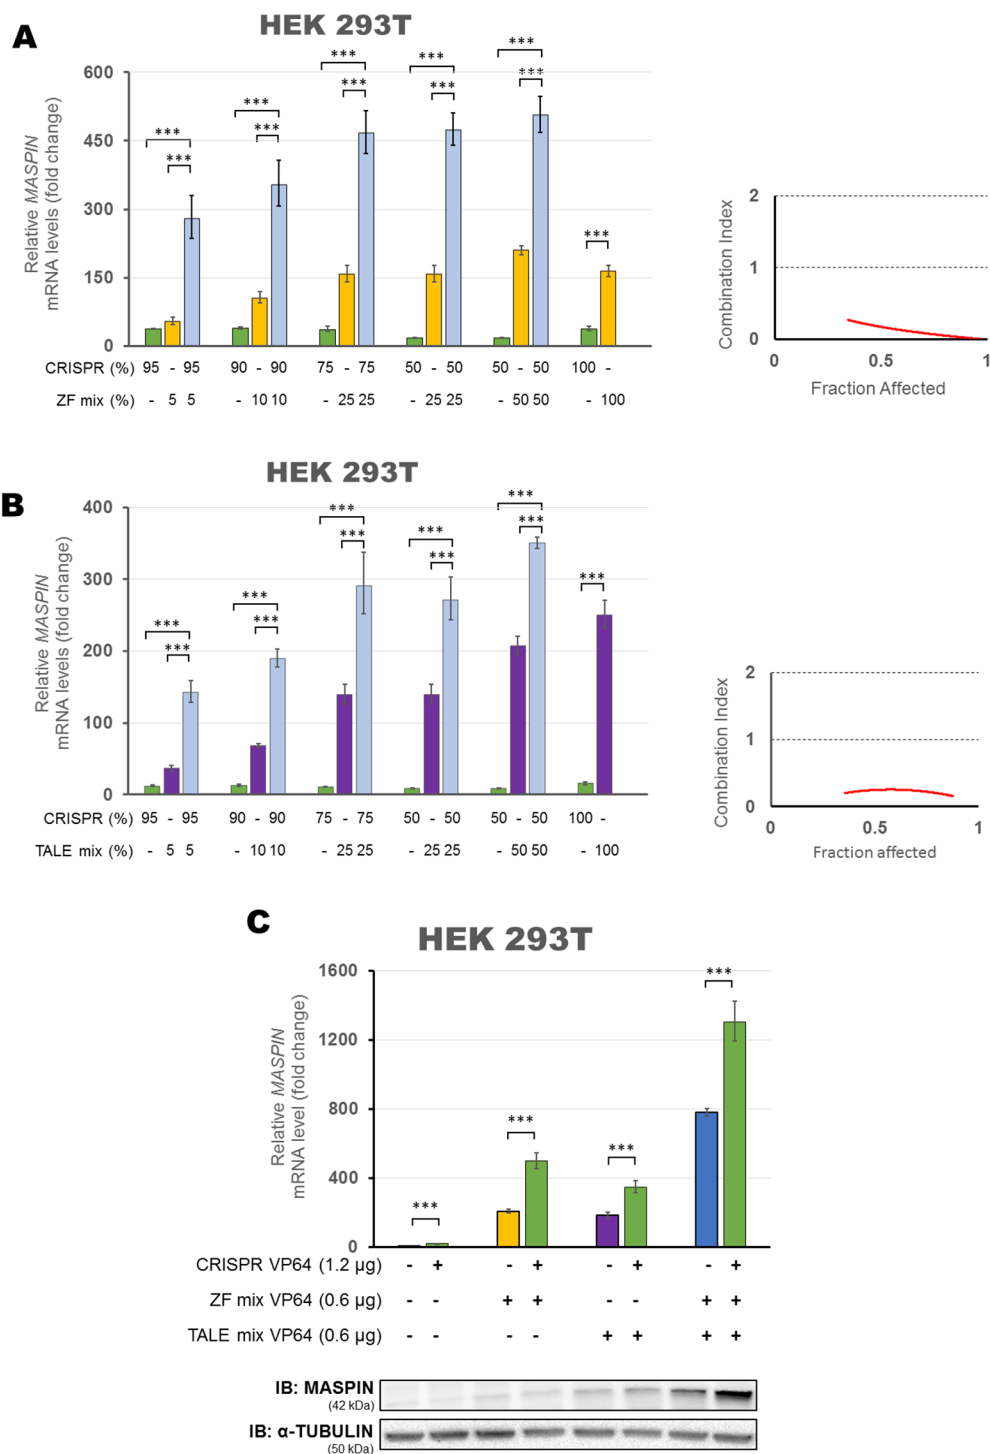 A
HEK 293T
Relative MASPIN
mRNA levels (fold change)
600
450
300
150
0
*** *** *** *** ***
*** *** *** *** *** ***
CRISPR (%) 95 - 95 90 - 90 75 - 75 50 - 50 50 - 50 100 -
ZF mix (%) - 5 5 - 10 10 - 25 25 - 25 25 - 50 50 - 100
Combination Index
2
1
0
0 0.5 1
Fraction Affected
B
HEK 293T
Relative MASPIN
mRNA levels (fold change)
400
300
200
100
0
*** *** *** *** ***
*** *** *** *** *** ***
CRISPR (%) 95 - 95 90 - 90 75 - 75 50 - 50 50 - 50 100 -
TALE mix (%) - 5 5 - 10 10 - 25 25 - 25 25 - 50 50 - 100
Combination Index
2
1
0
0 0.5 1
Fraction affected
C
HEK 293T
Relative MASPIN
mRNA level (fold change)
1600
1200
800
400
0
*** *** *** ***
CRISPR VP64 (1.2 µg) - + - + - + - +
ZF mix VP64 (0.6 µg) - - + + - - + +
TALE mix VP64 (0.6 µg) - - - - + + + +
IB: MASPIN
(42 kDa)
IB: α-TUBULIN
(50 kDa)